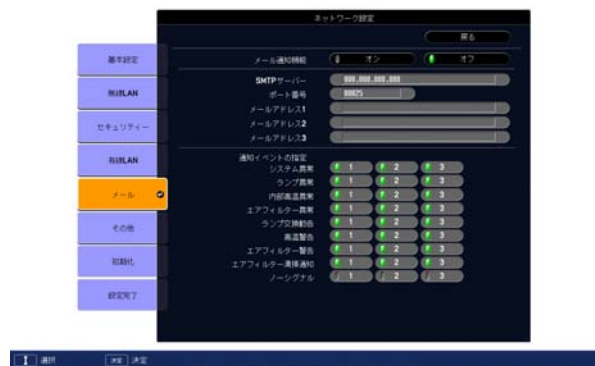 ネットワーク設定
戻る
基本設定
無線LAN
セキュリティー
有線LAN
メール
その他
初期化
設定完了
メール通知機能 オン オフ
SMTPサーバー 000.000.000.000
ポート番号 00025
メールアドレス1
メールアドレス2
メールアドレス3
通知イベントの指定
システム異常 1 2 3
ランプ異常 1 2 3
内部高温異常 1 2 3
エアフィルター異常 1 2 3
ランプ交換勧告 1 2 3
高温警告 1 2 3
エアフィルター警告 1 2 3
エアフィルター清掃通知 1 2 3
ノーシグナル 1 2 3
選択 決定 決定